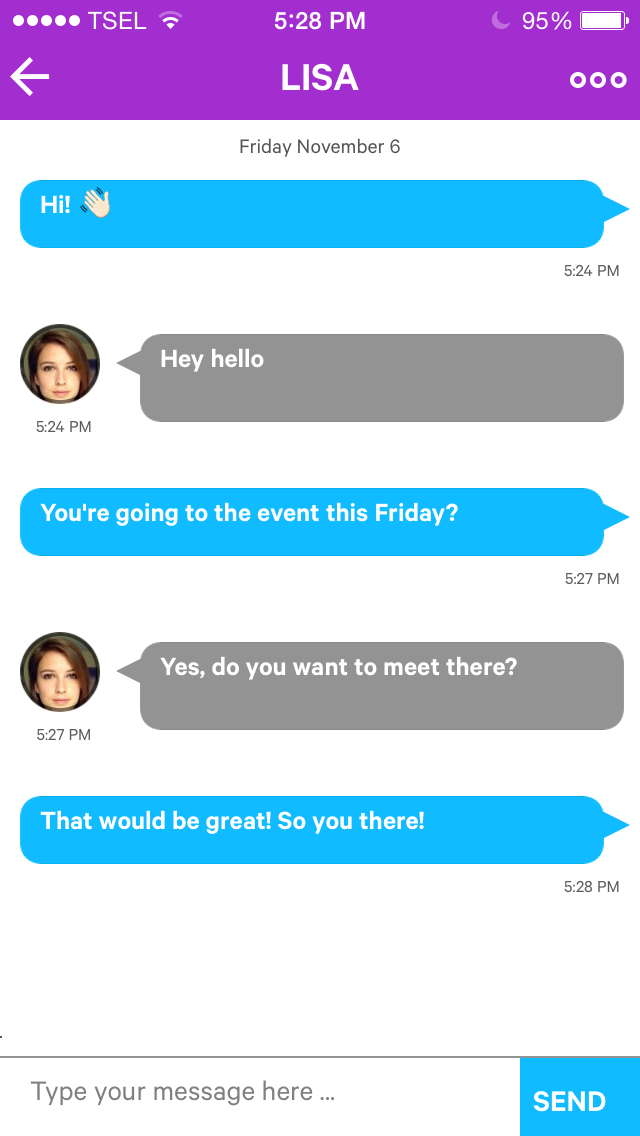 TSEL 5:28 PM 95%
LISA
Friday November 6
Hi! 👋🏻
5:24 PM
Hey hello
5:24 PM
You're going to the event this Friday?
5:27 PM
Yes, do you want to meet there?
5:27 PM
That would be great! So you there!
5:28 PM
Type your message here ...
SEND